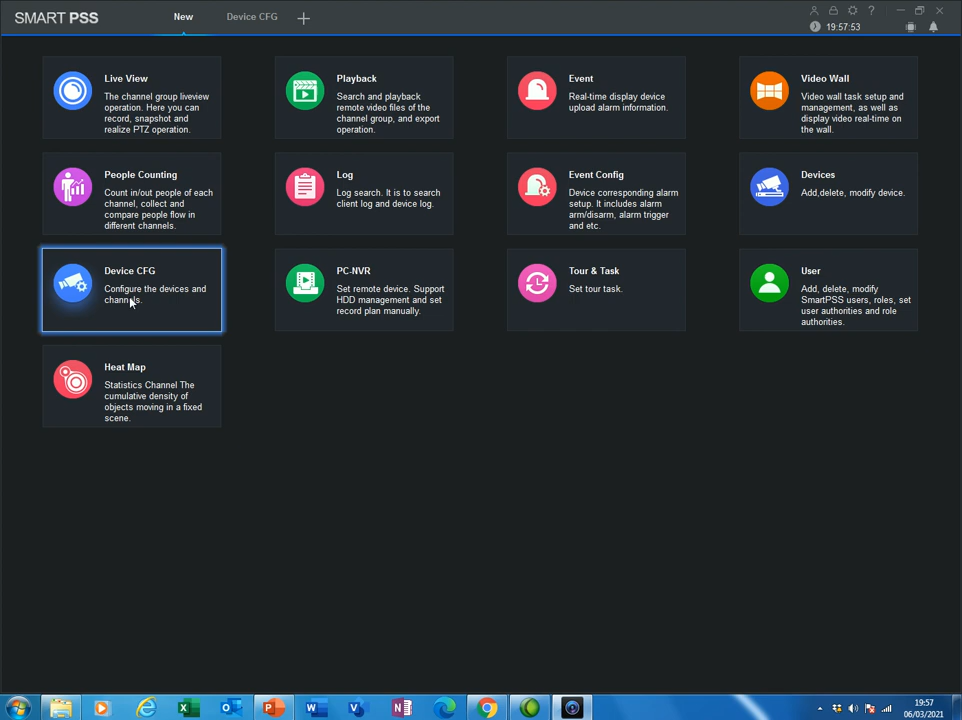 SMART PSS
New
Device CFG
19:57:53
Live View
The channel group liveview
operation. Here you can
record, snapshot and
realize PTZ operation.
Playback
Search and playback
remote video files of the
channel group, and export
operation.
Event
Real-time display device
upload alarm information.
Video Wall
Video wall task setup and
management, as well as
display video real-time on
the wall.
People Counting
Count in/out people of each
channel, collect and
compare people flow in
different channels.
Log
Log search. It is to search
client log and device log.
Event Config
Device corresponding alarm
setup. It includes alarm
arm/disarm, alarm trigger
and etc.
Devices
Add,delete, modify device.
Device CFG
Configure the devices and
channels.
PC-NVR
Set remote device. Support
HDD management and set
record plan manually.
Tour & Task
Set tour task.
User
Add, delete, modify
SmartPSS users, roles, set
user authorities and role
authorities.
Heat Map
Statistics Channel The
cumulative density of
objects moving in a fixed
scene.
19:57
06/03/2021